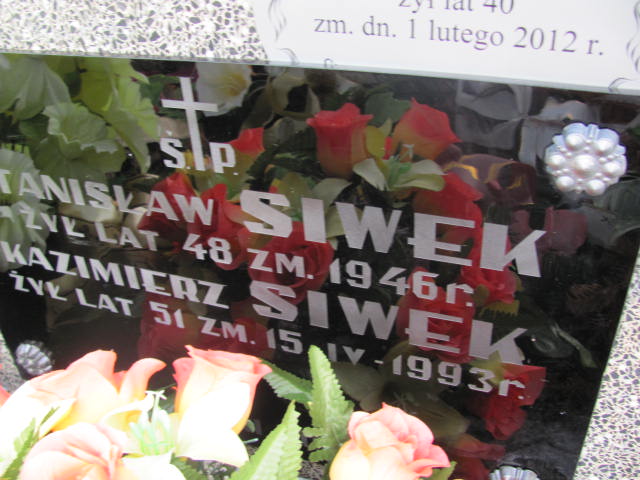 żył lat 40
zm. dn. 1 lutego 2012 r.
Ś.P.
TANISŁAW SIWEK
ŻYŁ LAT 48 ZM. 1946 r.
KAZIMIERZ SIWEK
ŻYŁ LAT 51 ZM. 15-IV-1993 r.